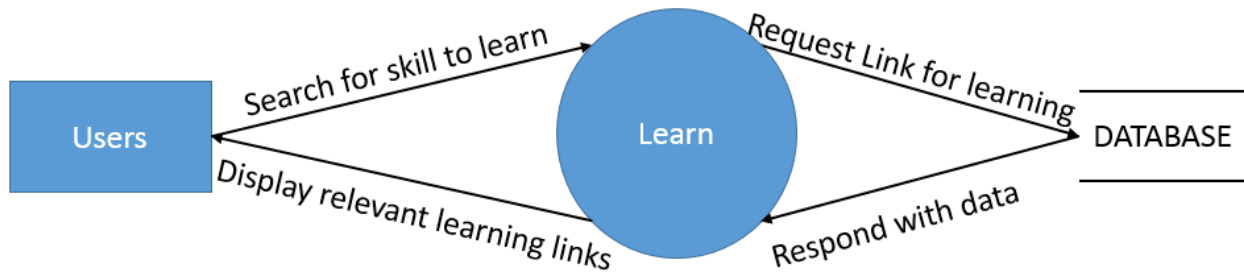 Users
Search for skill to learn
Display relevant learning links
Learn
Request Link for learning
Respond with data
DATABASE